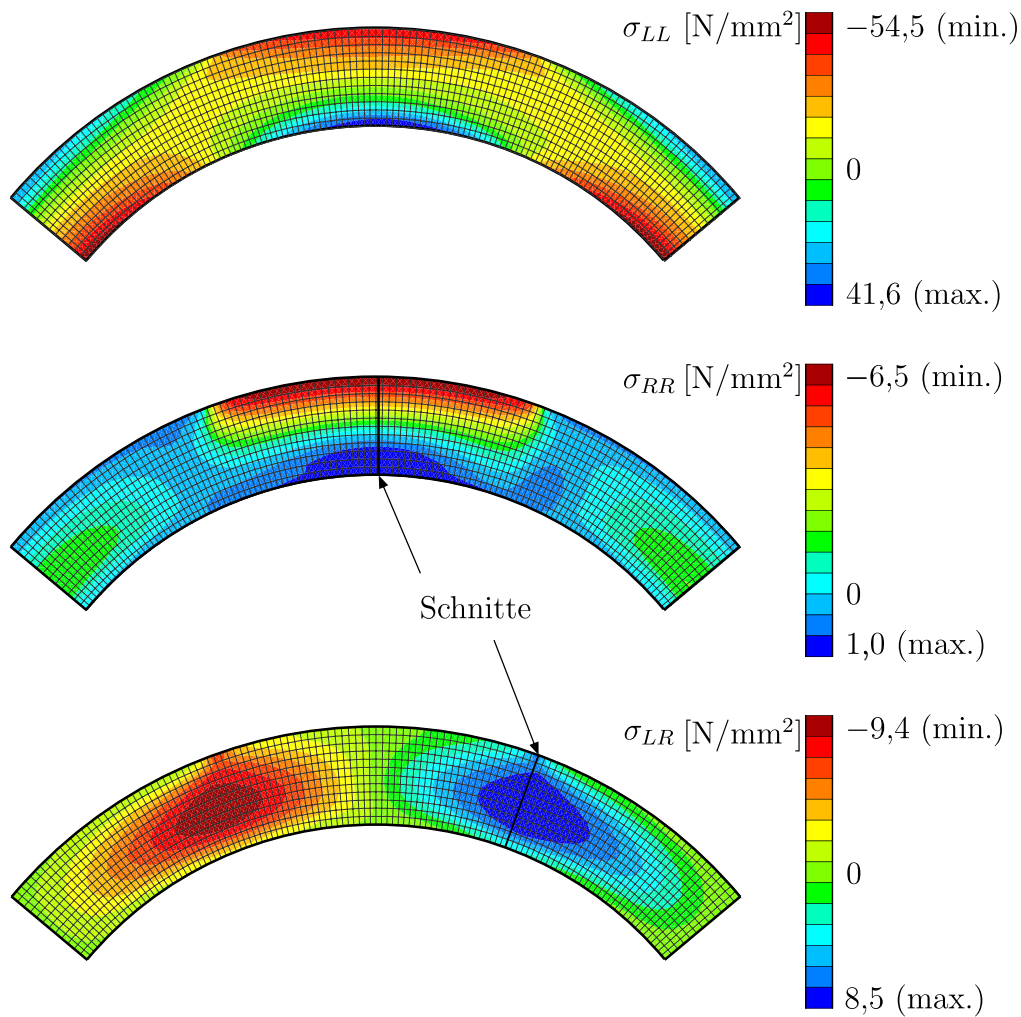 σ_LL [N/mm²] −54,5 (min.)
0
41,6 (max.)
σ_RR [N/mm²] −6,5 (min.)
0
1,0 (max.)
Schnitte
σ_LR [N/mm²] −9,4 (min.)
0
8,5 (max.)